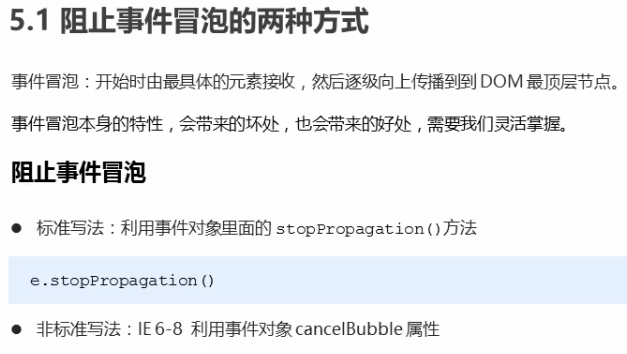 5.1 阻止事件冒泡的两种方式
事件冒泡：开始时由最具体的元素接收，然后逐级向上传播到到 DOM 最顶层节点。
事件冒泡本身的特性，会带来的坏处，也会带来的好处，需要我们灵活掌握。
阻止事件冒泡
● 标准写法：利用事件对象里面的 stopPropagation()方法
e.stopPropagation()
● 非标准写法：IE 6-8 利用事件对象 cancelBubble 属性